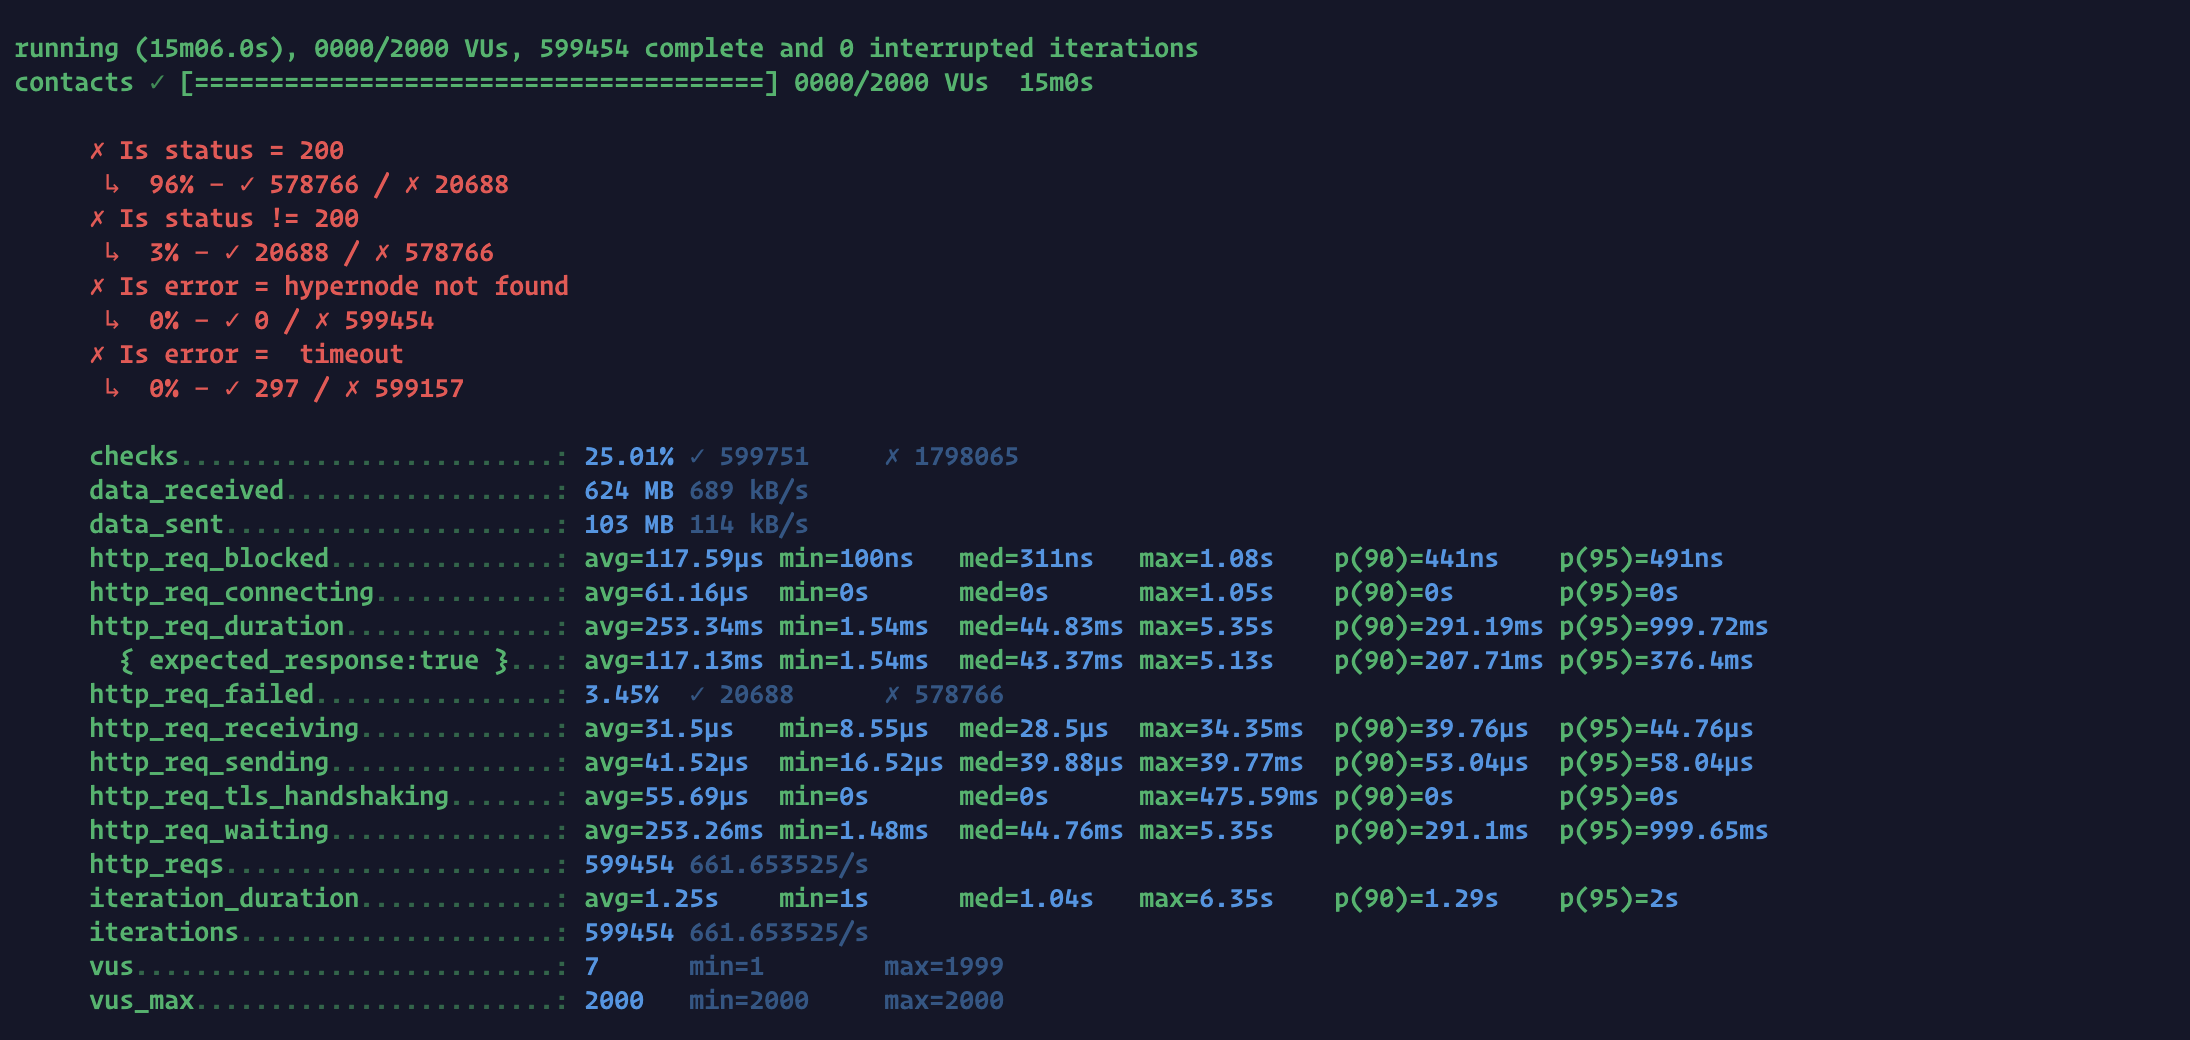 running (15m06.0s), 0000/2000 VUs, 599454 complete and 0 interrupted iterations
contacts ✓ [======================================] 0000/2000 VUs  15m0s
✗ Is status = 200
↳  96% — ✓ 578766 / ✗ 20688
✗ Is status != 200
↳  3% — ✓ 20688 / ✗ 578766
✗ Is error = hypernode not found
↳  0% — ✓ 0 / ✗ 599454
✗ Is error =  timeout
↳  0% — ✓ 297 / ✗ 599157
checks.........................: 25.01% ✓ 599751     ✗ 1798065
data_received..................: 624 MB 689 kB/s
data_sent......................: 103 MB 114 kB/s
http_req_blocked...............: avg=117.59µs min=100ns   med=311ns   max=1.08s    p(90)=441ns    p(95)=491ns
http_req_connecting............: avg=61.16µs  min=0s      med=0s      max=1.05s    p(90)=0s       p(95)=0s
http_req_duration..............: avg=253.34ms min=1.54ms  med=44.83ms max=5.35s    p(90)=291.19ms p(95)=999.72ms
{ expected_response:true }...: avg=117.13ms min=1.54ms  med=43.37ms max=5.13s    p(90)=207.71ms p(95)=376.4ms
http_req_failed................: 3.45%  ✓ 20688      ✗ 578766
http_req_receiving.............: avg=31.5µs   min=8.55µs  med=28.5µs  max=34.35ms  p(90)=39.76µs  p(95)=44.76µs
http_req_sending...............: avg=41.52µs  min=16.52µs med=39.88µs max=39.77ms  p(90)=53.04µs  p(95)=58.04µs
http_req_tls_handshaking.......: avg=55.69µs  min=0s      med=0s      max=475.59ms p(90)=0s       p(95)=0s
http_req_waiting...............: avg=253.26ms min=1.48ms  med=44.76ms max=5.35s    p(90)=291.1ms  p(95)=999.65ms
http_reqs......................: 599454 661.653525/s
iteration_duration.............: avg=1.25s    min=1s      med=1.04s   max=6.35s    p(90)=1.29s    p(95)=2s
iterations.....................: 599454 661.653525/s
vus............................: 7      min=1        max=1999
vus_max........................: 2000   min=2000     max=2000